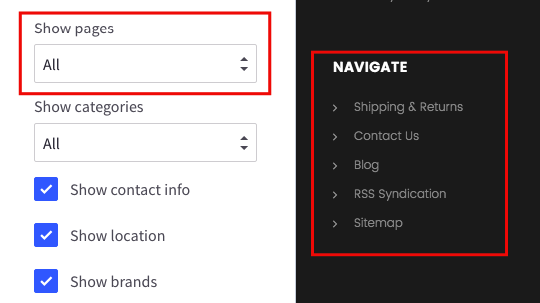 Show pages
All
Show categories
All
Show contact info
Show location
Show brands
NAVIGATE
Shipping & Returns
Contact Us
Blog
RSS Syndication
Sitemap